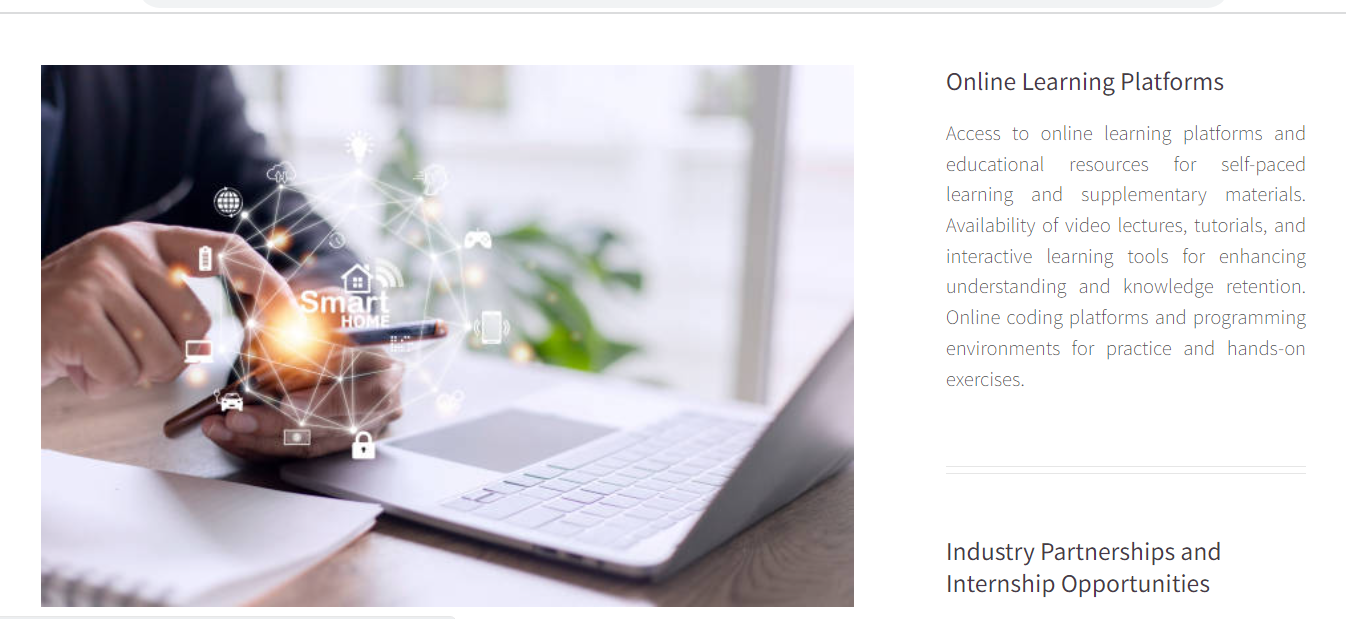 Smart
HOME
Online Learning Platforms
Access to online learning platforms and
educational resources for self-paced
learning and supplementary materials.
Availability of video lectures, tutorials, and
interactive learning tools for enhancing
understanding and knowledge retention.
Online coding platforms and programming
environments for practice and hands-on
exercises.
Industry Partnerships and
Internship Opportunities